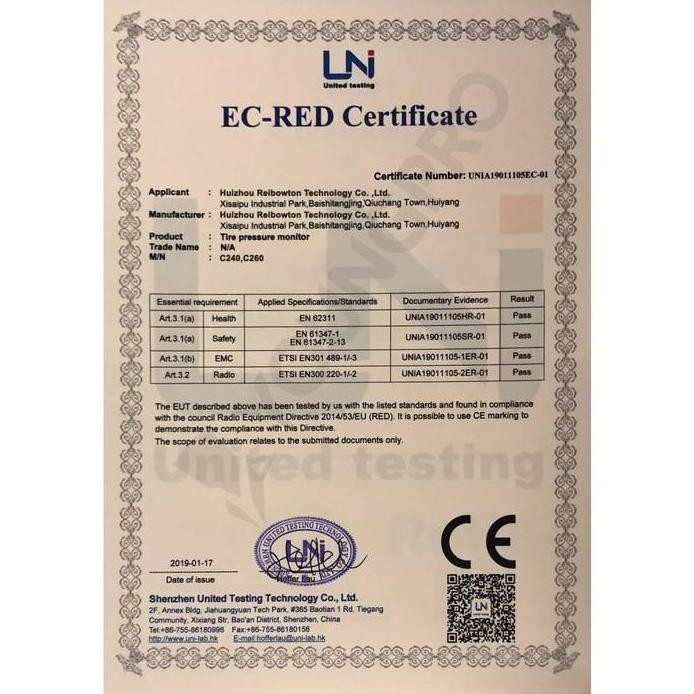 LNi
United testing
EC-RED Certificate
Certificate Number: UNIA19011105EC-01
Applicant : Huizhou Reibowton Technology Co. ,Ltd.
Xisaipu Industrial Park,Baishitangjing,Qiuchang Town,Huiyang
Manufacturer : Huizhou Reibowton Technology Co. ,Ltd.
Xisaipu Industrial Park,Baishitangjing,Qiuchang Town,Huiyang
Product : Tire pressure monitor
Trade Name : N/A
M/N : C240,C260
Essential requirement Applied Specifications/Standards Documentary Evidence Result
Art.3.1(a) Health EN 62311 UNIA19011105HR-01 Pass
Art.3.1(a) Safety EN 61347-1 EN 61347-2-13 UNIA19011105SR-01 Pass
Art.3.1(b) EMC ETSI EN301 489-1/-3 UNIA19011105-1ER-01 Pass
Art.3.2 Radio ETSI EN300 220-1/-2 UNIA19011105-2ER-01 Pass
The EUT described above has been tested by us with the listed standards and found in compliance
with the council Radio Equipment Directive 2014/53/EU (RED). It is possible to use CE marking to
demonstrate the compliance with this Directive.
The scope of evaluation relates to the submitted documents only.
United testing
2019-01-17
Date of issue
LNi
Hoffer Lau
CE
LNi
Shenzhen United Testing Technology Co., Ltd.
2F, Annex Bldg, Jiahuangyuan Tech Park, #365 Baotian 1 Rd, Tiegang
Community, Xixiang Str, Bao'an District, Shenzhen, China
Tel:+86-755-86180996 Fax:+86-755-86180156
http://www.uni-lab.hk E-mail:hofferlau@uni-lab.hk